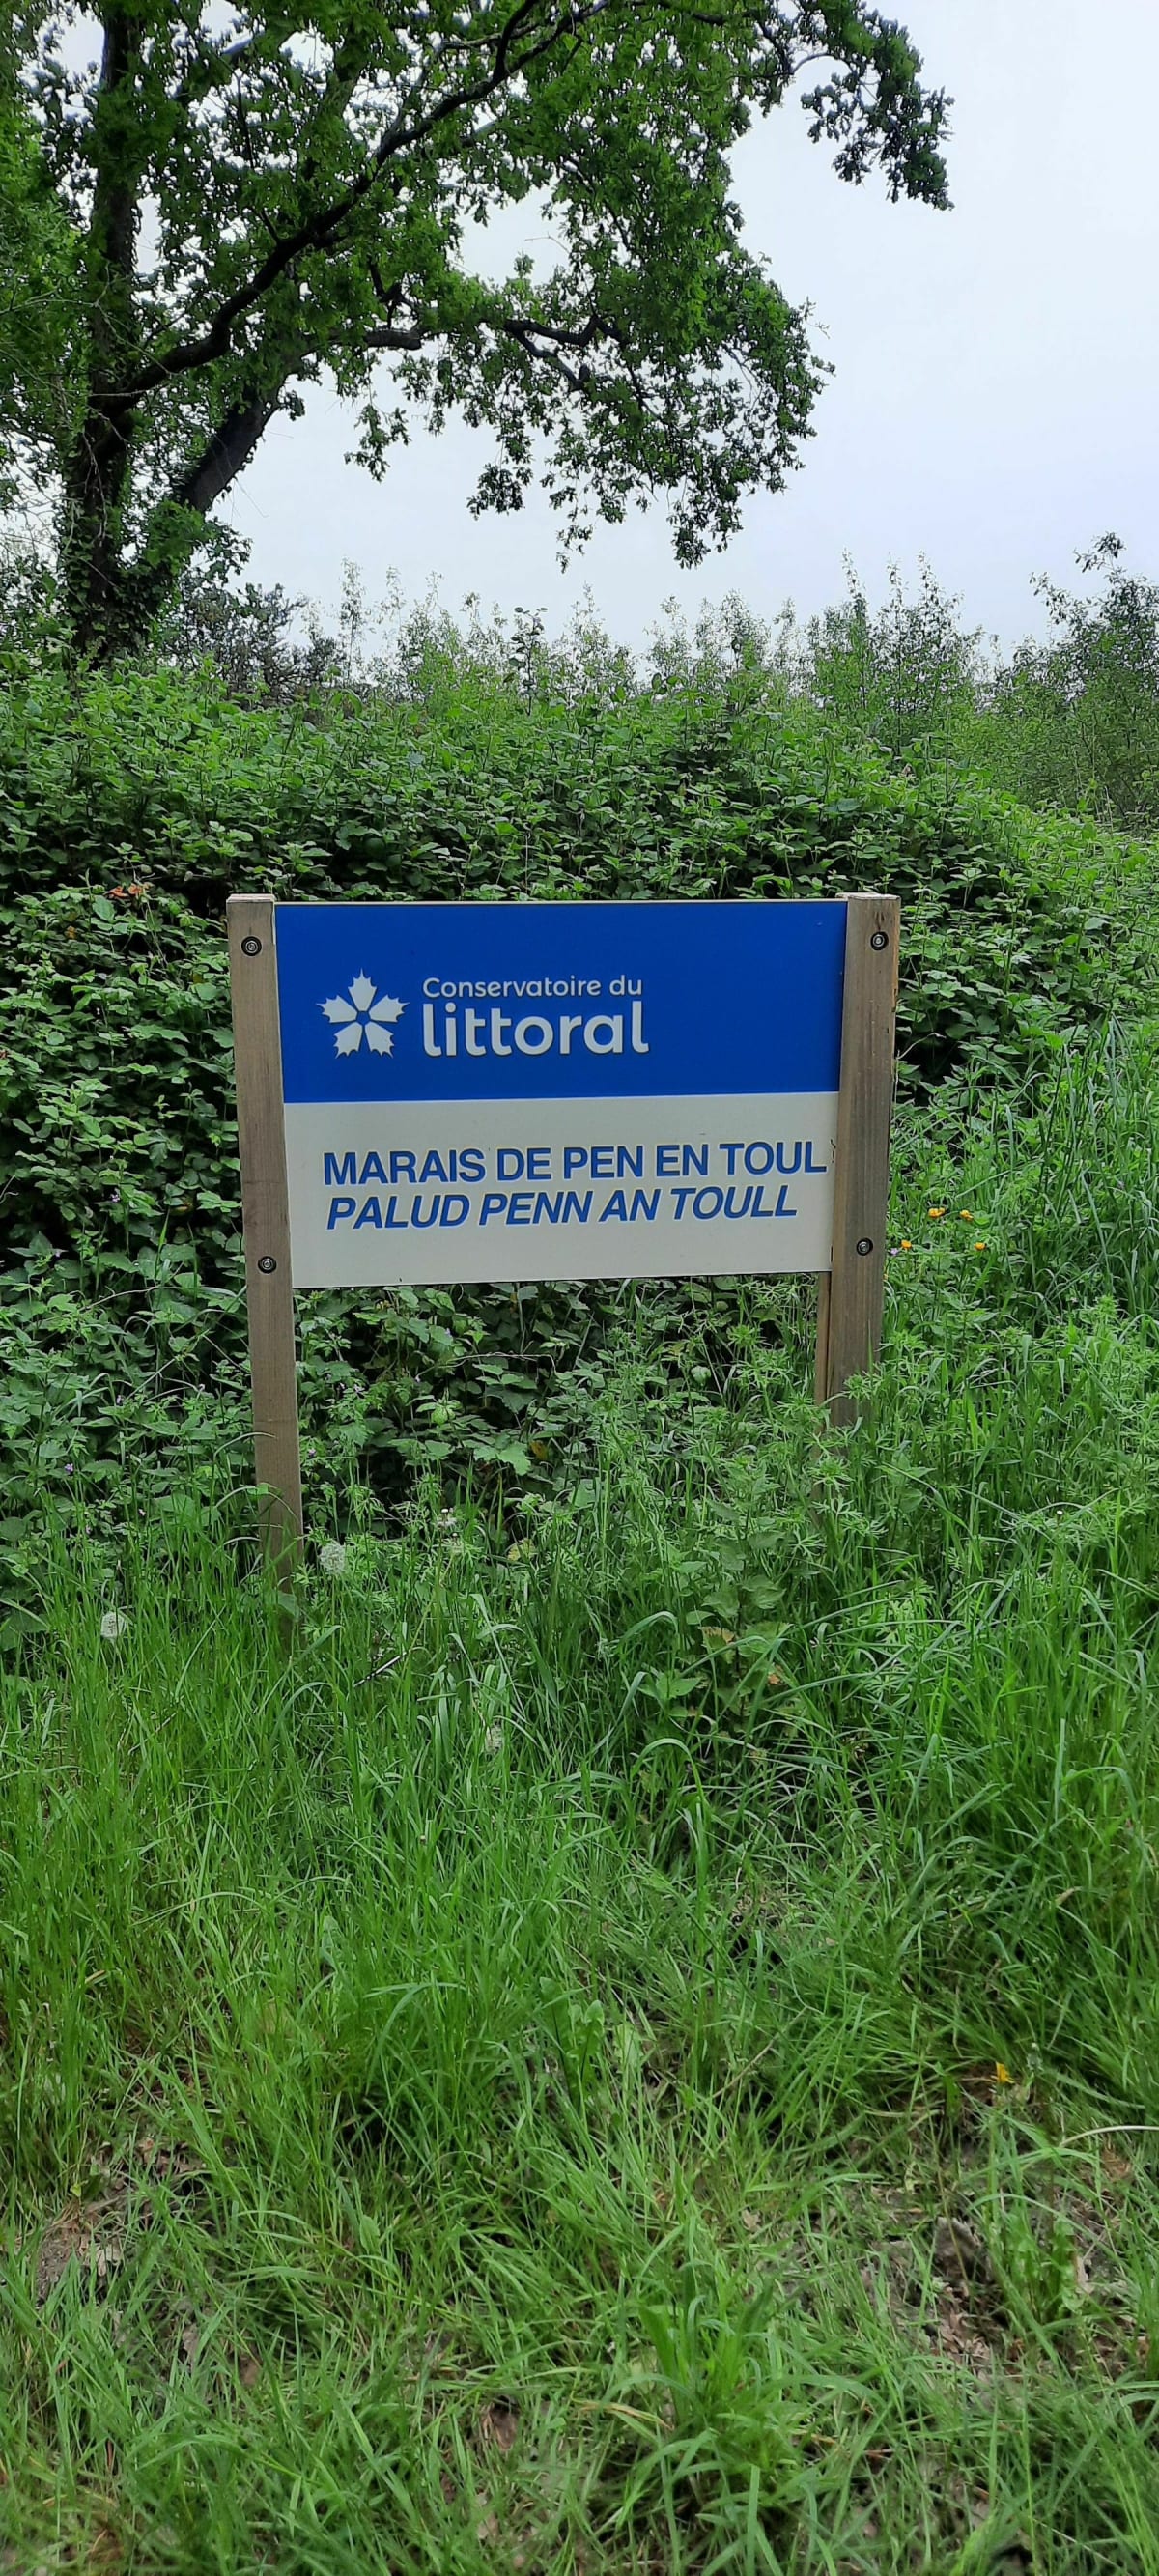 Conservatoire du
littoral
MARAIS DE PEN EN TOUL
PALUD PENN AN TOULL